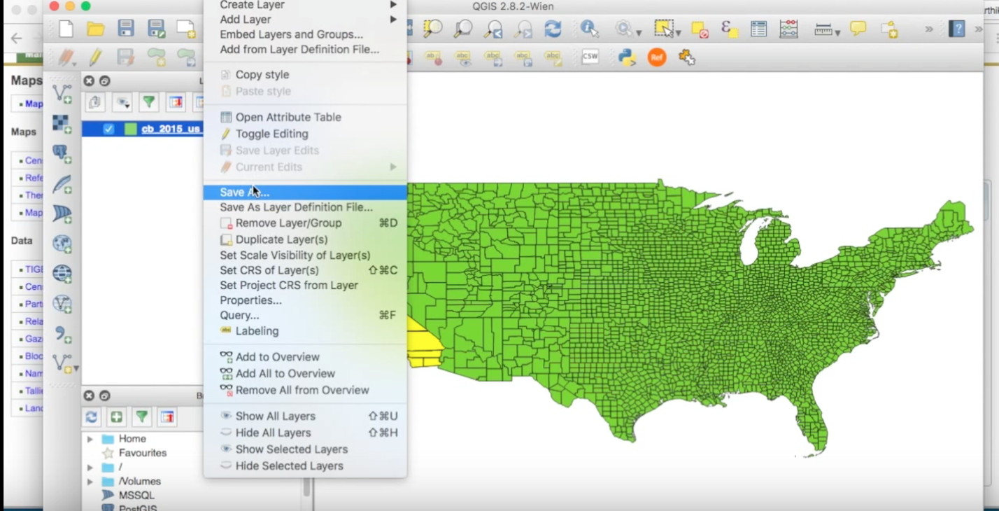 QGIS 2.8.2-Wien
Create Layer
Add Layer
Embed Layers and Groups...
Add from Layer Definition File...
Copy style
Paste style
Open Attribute Table
Toggle Editing
Save Layer Edits
Current Edits
Save A...
Save As Layer Definition File...
Remove Layer/Group ⌘D
Duplicate Layer(s)
Set Scale Visibility of Layer(s)
Set CRS of Layer(s) ⇧⌘C
Set Project CRS from Layer
Properties...
Query... ⌘F
Labeling
Add to Overview
Add All to Overview
Remove All from Overview
Show All Layers ⇧⌘U
Hide All Layers ⇧⌘H
Show Selected Layers
Hide Selected Layers
CSW
Ref
cb_2015_us
Home
Favourites
/
/Volumes
MSSQL
PostGIS
Maps
Map
Maps
Cen
Refe
Ther
Map
Data
TIGE
Cen
Part
Rela
Gaz
Bloc
Nam
Tallie
Land